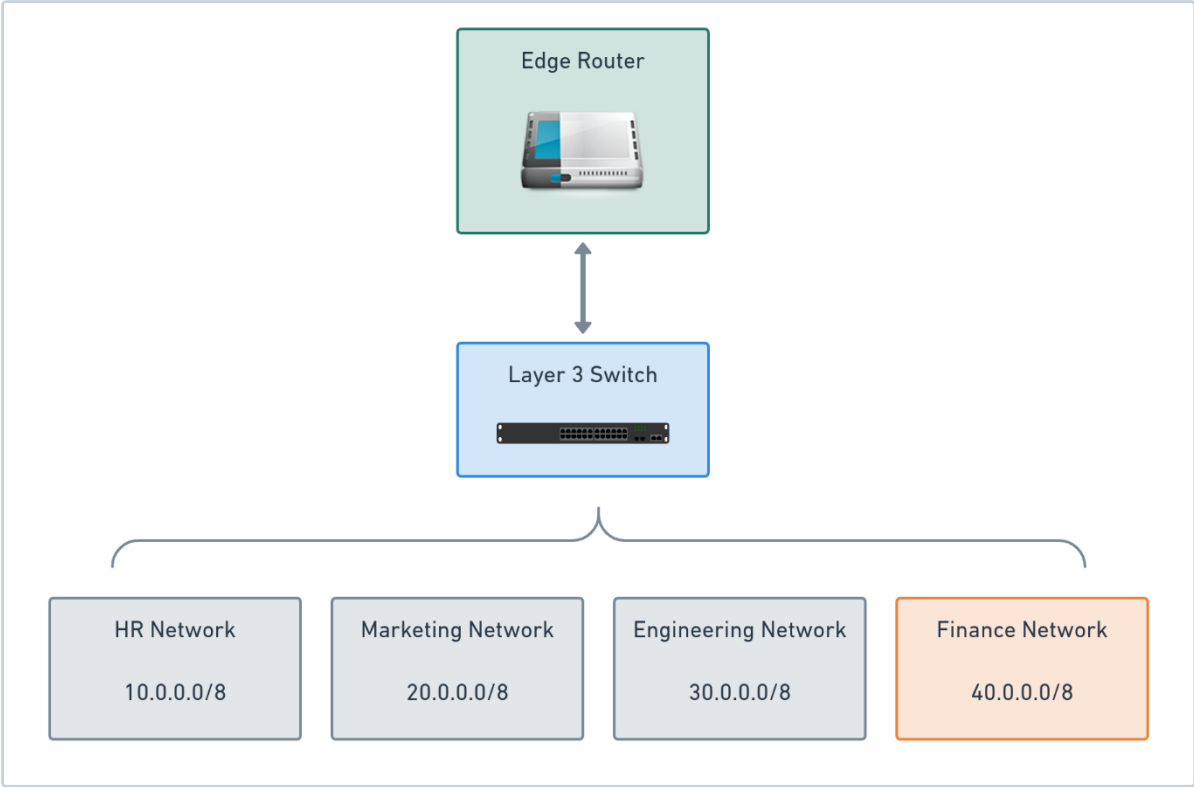 Edge Router
Layer 3 Switch
HR Network
10.0.0.0/8
Marketing Network
20.0.0.0/8
Engineering Network
30.0.0.0/8
Finance Network
40.0.0.0/8